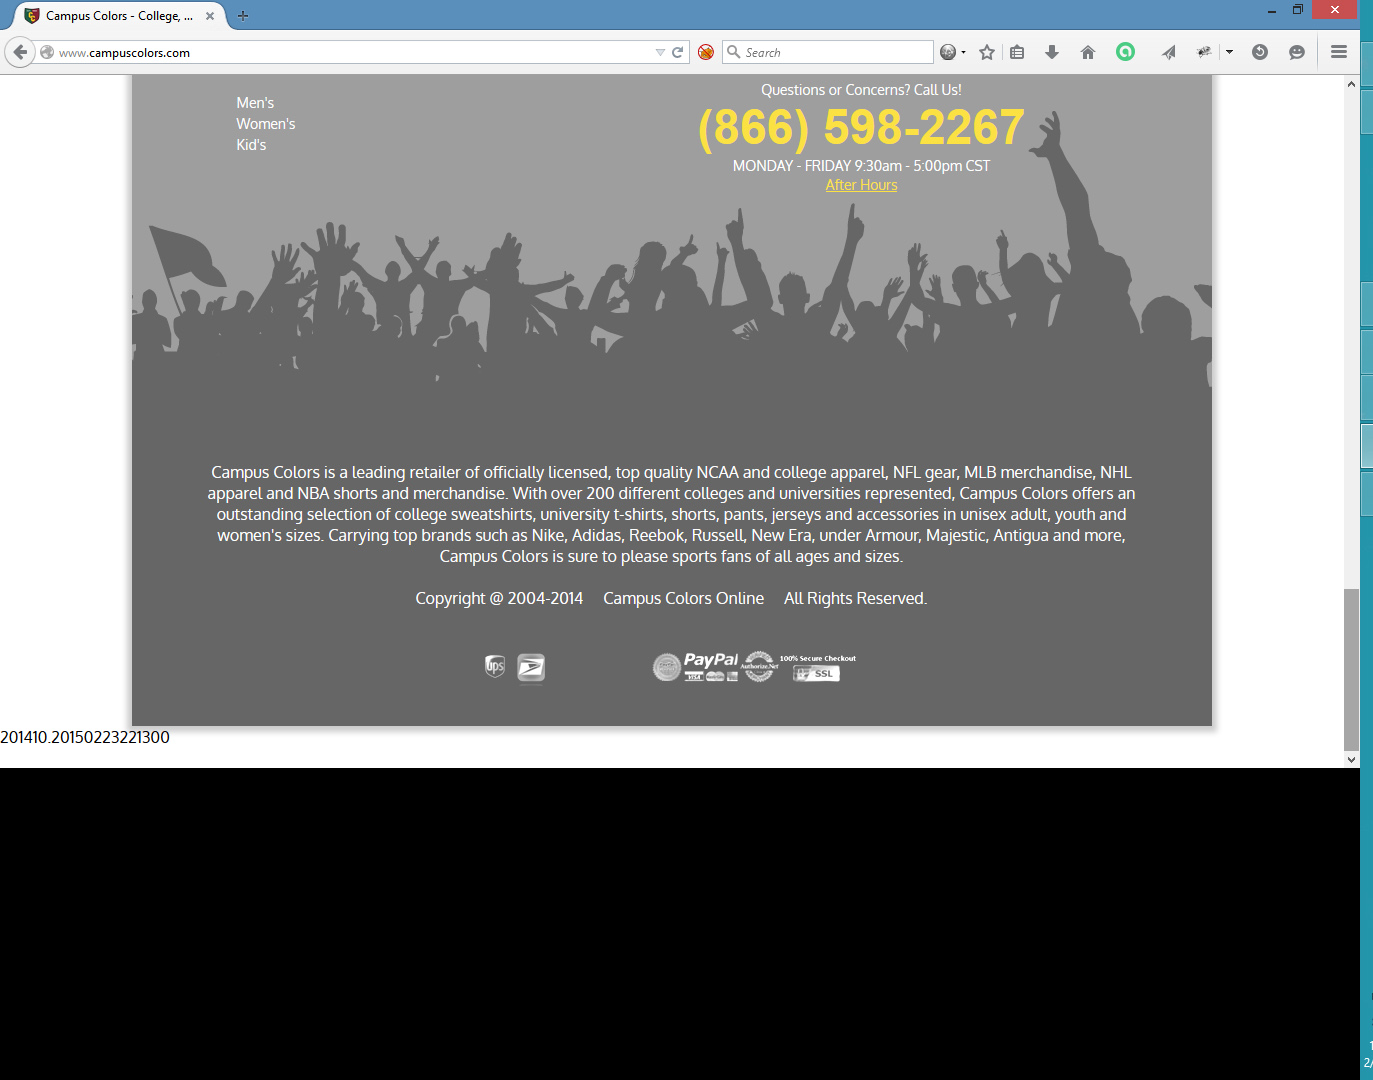 Campus Colors - College, ...
www.campuscolors.com
Search
Men's
Women's
Kid's
Questions or Concerns? Call Us!
(866) 598-2267
MONDAY - FRIDAY 9:30am - 5:00pm CST
After Hours
Campus Colors is a leading retailer of officially licensed, top quality NCAA and college apparel, NFL gear, MLB merchandise, NHL
apparel and NBA shorts and merchandise. With over 200 different colleges and universities represented, Campus Colors offers an
outstanding selection of college sweatshirts, university t-shirts, shorts, pants, jerseys and accessories in unisex adult, youth and
women's sizes. Carrying top brands such as Nike, Adidas, Reebok, Russell, New Era, under Armour, Majestic, Antigua and more,
Campus Colors is sure to please sports fans of all ages and sizes.
Copyright @ 2004-2014 Campus Colors Online All Rights Reserved.
ups
PayPal
VISA
Authorize.Net
100% Secure Checkout
SSL
201410.20150223221300
2/